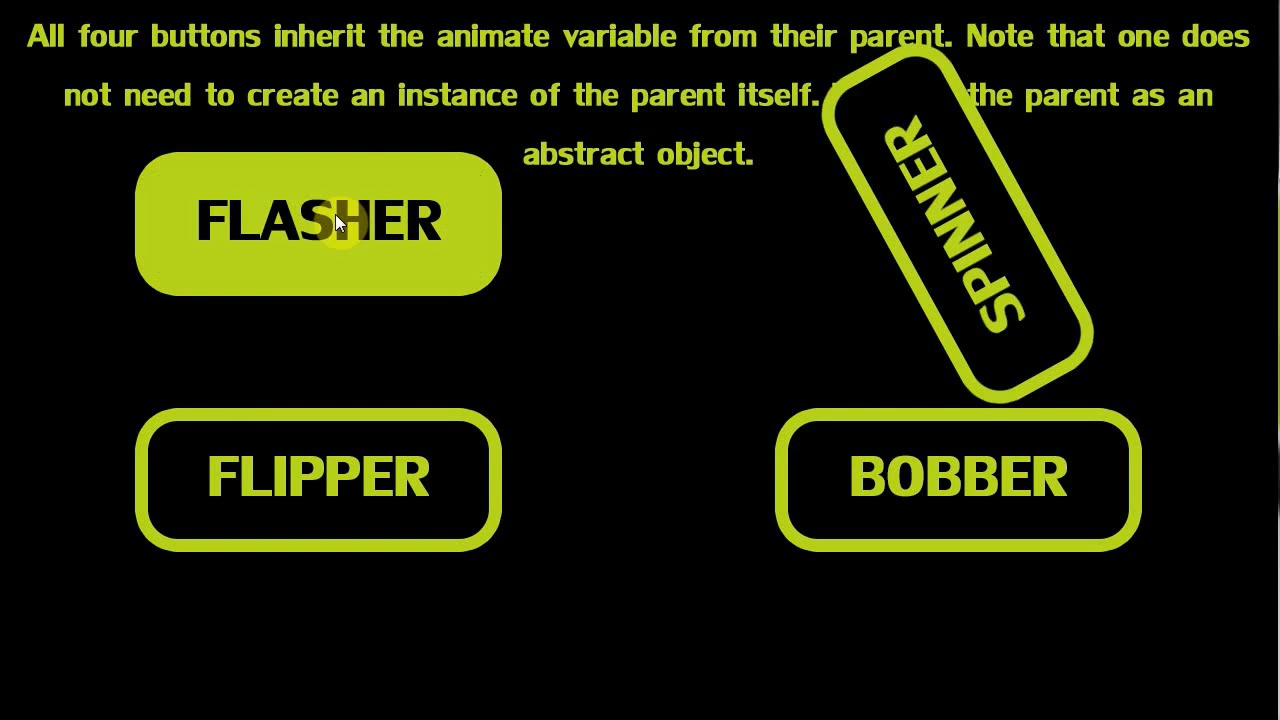 All four buttons inherit the animate variable from their parent. Note that one does
not need to create an instance of the parent itself. the parent as an
abstract object.
FLASHER
SPINNER
FLIPPER
BOBBER